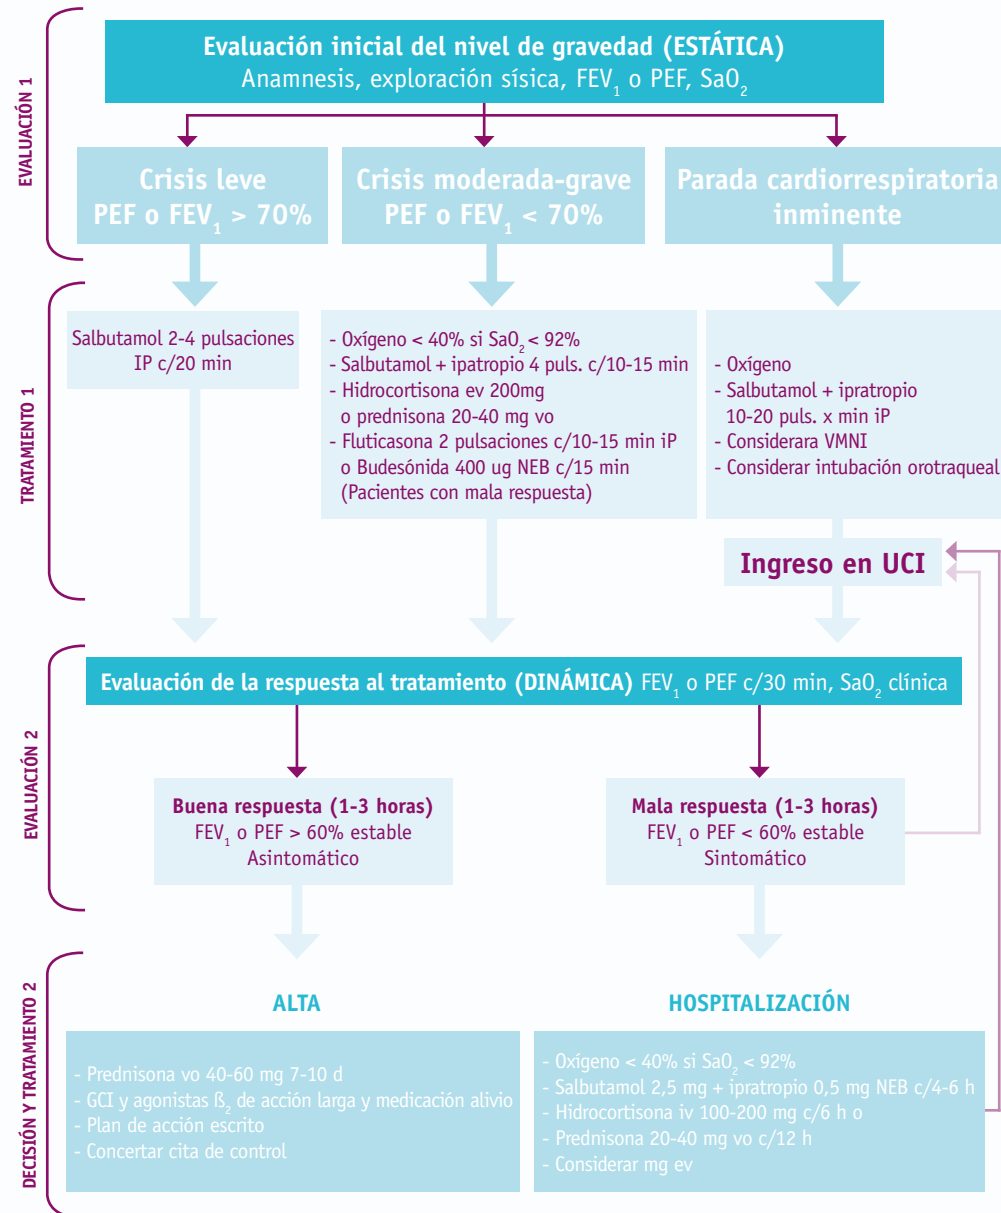 EVALUACIÓN 1
Evaluación inicial del nivel de gravedad (ESTÁTICA)
Anamnesis, exploración sísica, FEV₁ o PEF, SaO₂
Crisis leve
PEF o FEV₁ > 70%
Crisis moderada-grave
PEF o FEV₁ < 70%
Parada cardiorrespiratoria
inminente
TRATAMIENTO 1
Salbutamol 2-4 pulsaciones
IP c/20 min
- Oxígeno < 40% si SaO₂ < 92%
- Salbutamol + ipatropio 4 puls. c/10-15 min
- Hidrocortisona ev 200mg
o prednisona 20-40 mg vo
- Fluticasona 2 pulsaciones c/10-15 min iP
o Budesónida 400 ug NEB c/15 min
(Pacientes con mala respuesta)
- Oxígeno
- Salbutamol + ipratropio
10-20 puls. x min iP
- Considerara VMNI
- Considerar intubación orotraqueal
Ingreso en UCI
EVALUACIÓN 2
Evaluación de la respuesta al tratamiento (DINÁMICA) FEV₁ o PEF c/30 min, SaO₂ clínica
Buena respuesta (1-3 horas)
FEV₁ o PEF > 60% estable
Asintomático
Mala respuesta (1-3 horas)
FEV₁ o PEF < 60% estable
Sintomático
DECISIÓN Y TRATAMIENTO 2
ALTA
- Prednisona vo 40-60 mg 7-10 d
- GCI y agonistas ß₂ de acción larga y medicación alivio
- Plan de acción escrito
- Concertar cita de control
HOSPITALIZACIÓN
- Oxígeno < 40% si SaO₂ < 92%
- Salbutamol 2,5 mg + ipratropio 0,5 mg NEB c/4-6 h
- Hidrocortisona iv 100-200 mg c/6 h o
- Prednisona 20-40 mg vo c/12 h
- Considerar mg ev